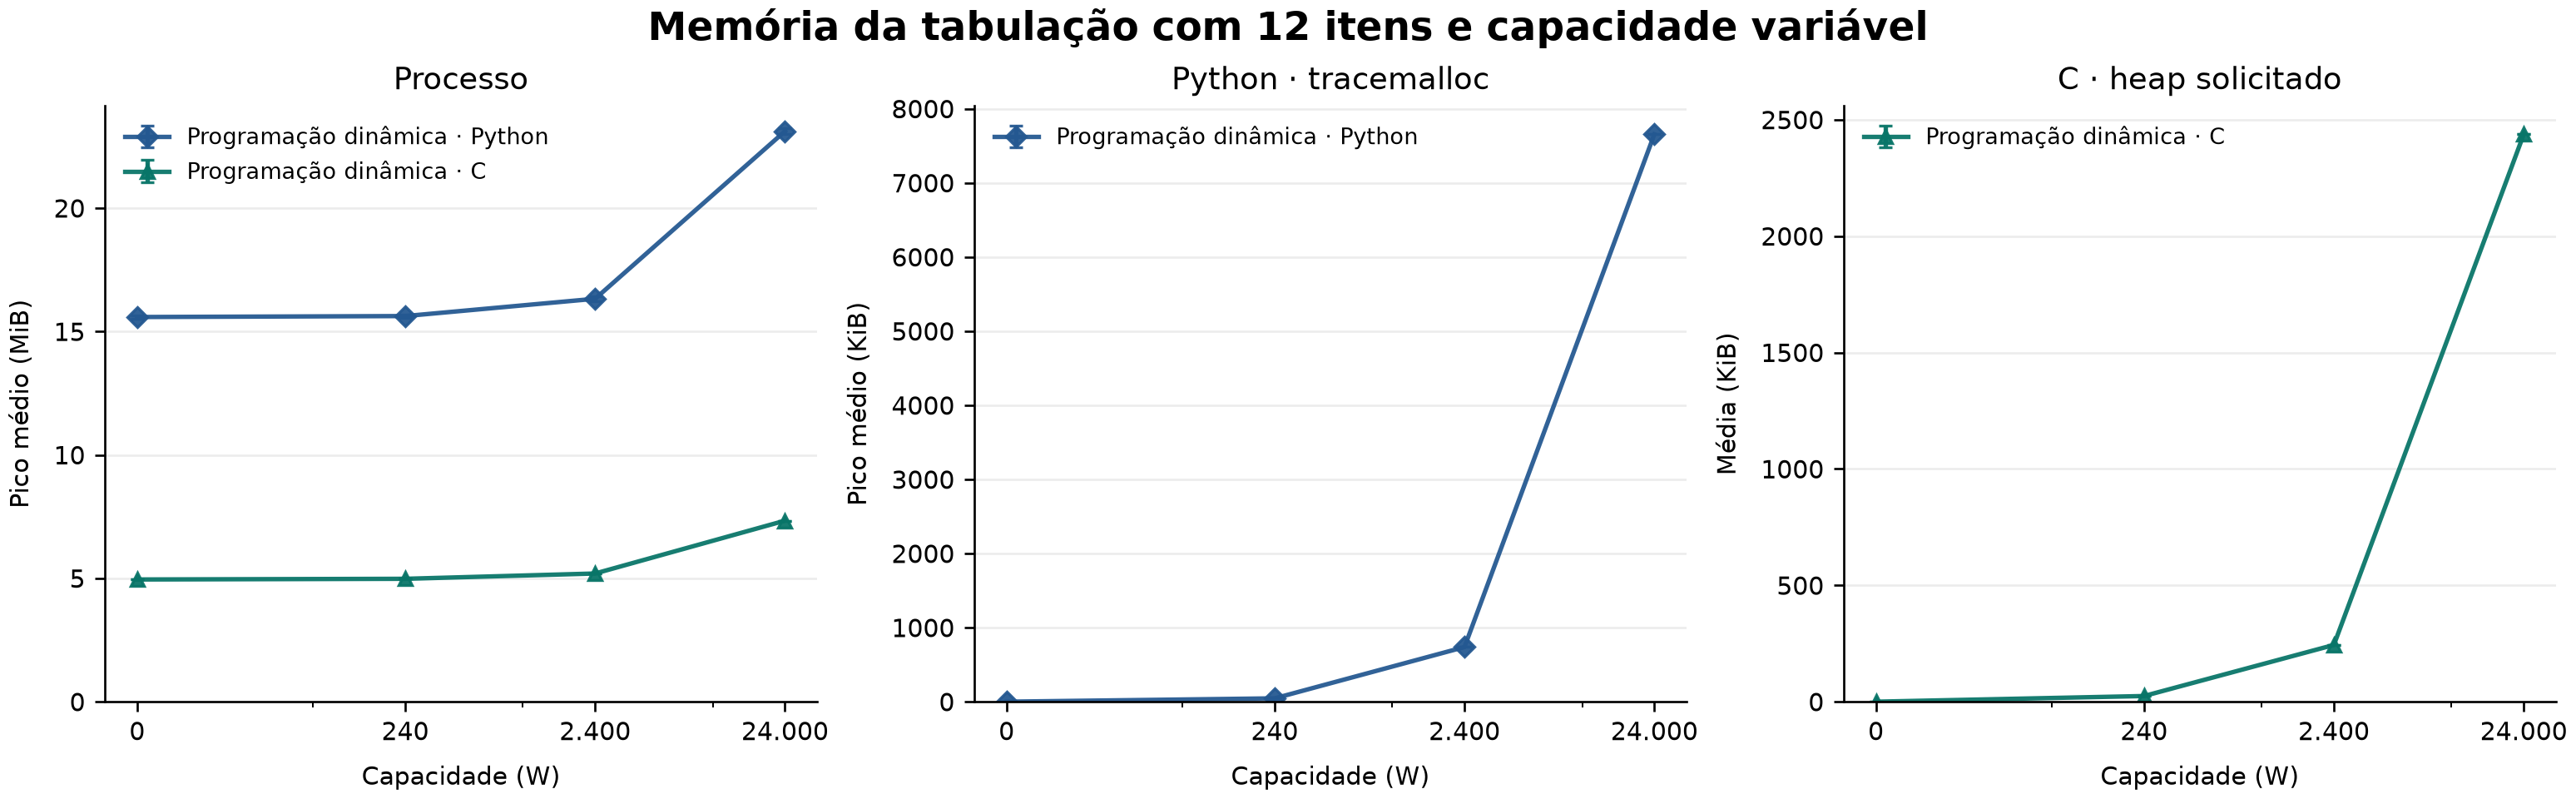 Memória da tabulação com 12 itens e capacidade variável
Processo
Programação dinâmica · Python
Programação dinâmica · C
20
15
10
5
0
Pico médio (MiB)
0 240 2.400 24.000
Capacidade (W)
Python · tracemalloc
Programação dinâmica · Python
8000
7000
6000
5000
4000
3000
2000
1000
0
Pico médio (KiB)
0 240 2.400 24.000
Capacidade (W)
C · heap solicitado
Programação dinâmica · C
2500
2000
1500
1000
500
0
Média (KiB)
0 240 2.400 24.000
Capacidade (W)